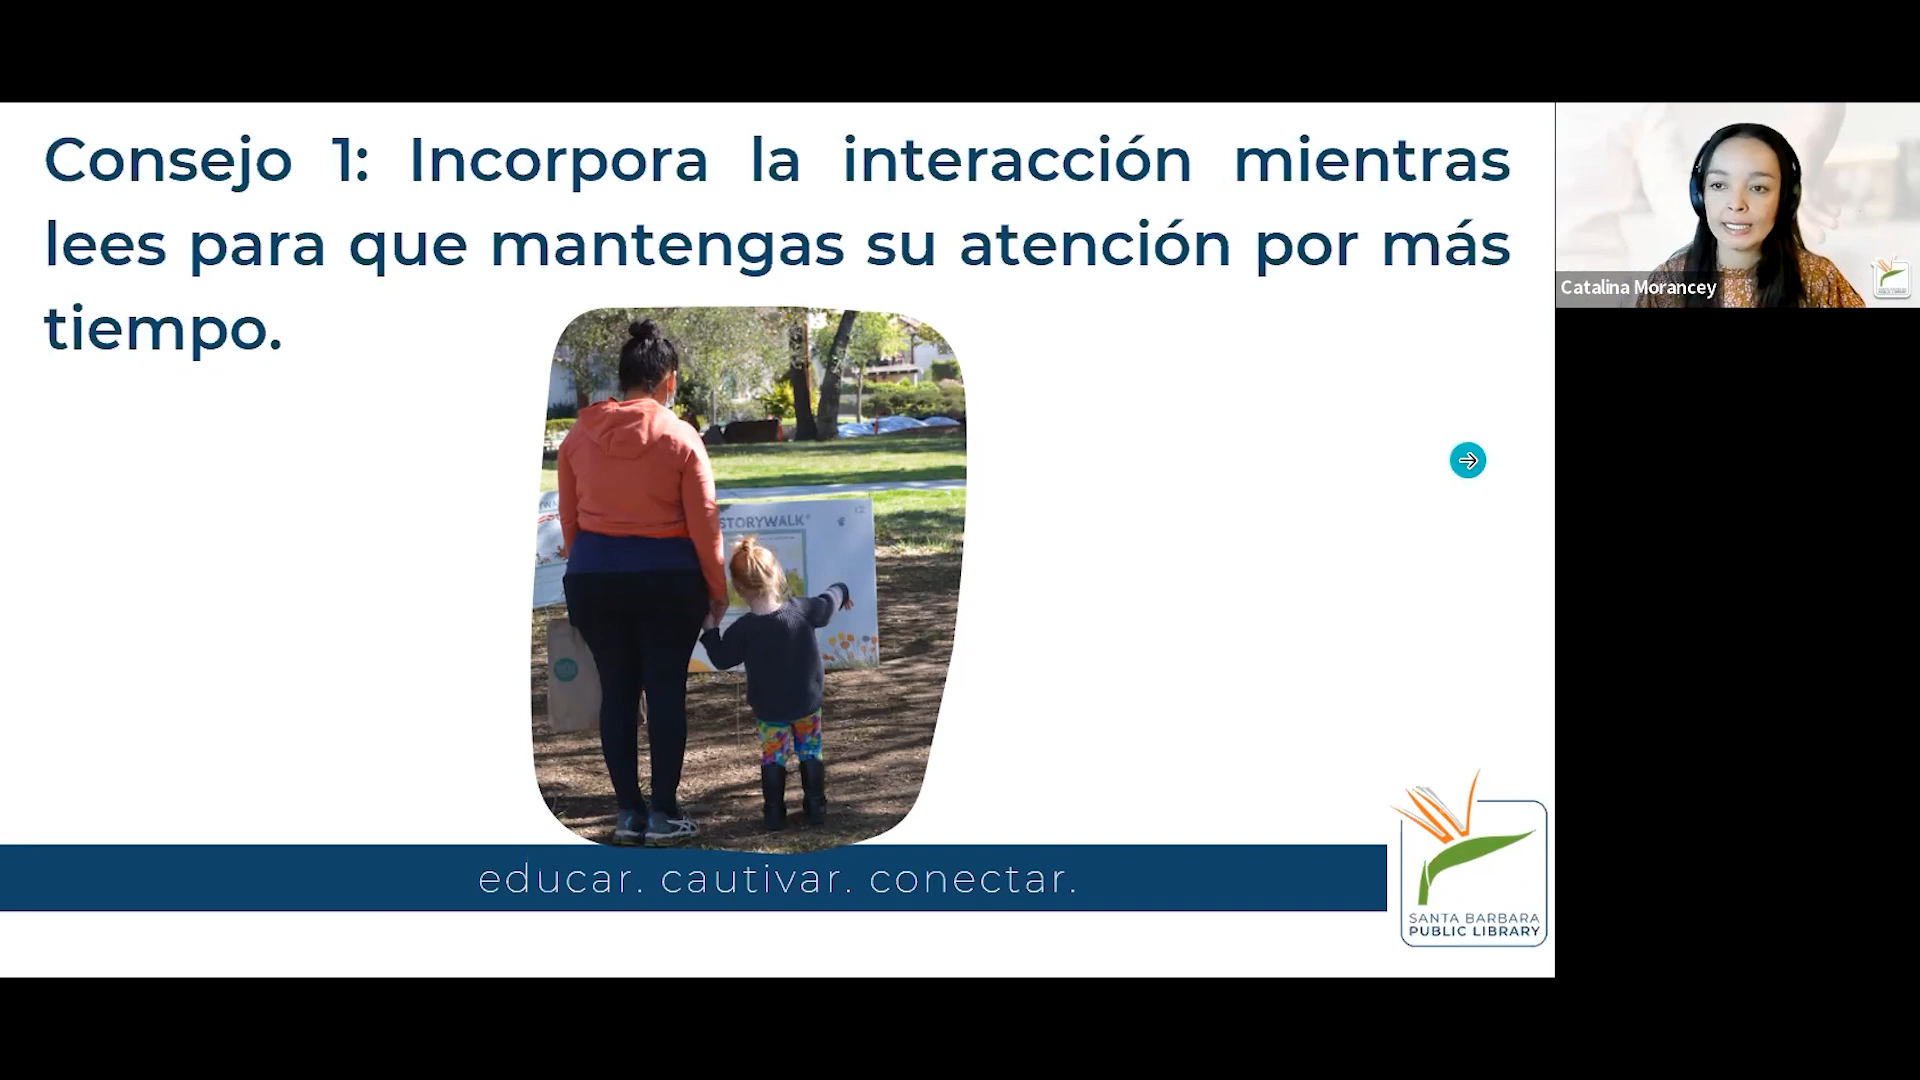 Consejo 1: Incorpora la interacción mientras
lees para que mantengas su atención por más
tiempo.
Catalina Morancey
STORYWALK®
educar. cautivar. conectar.
SANTA BARBARA
PUBLIC LIBRARY